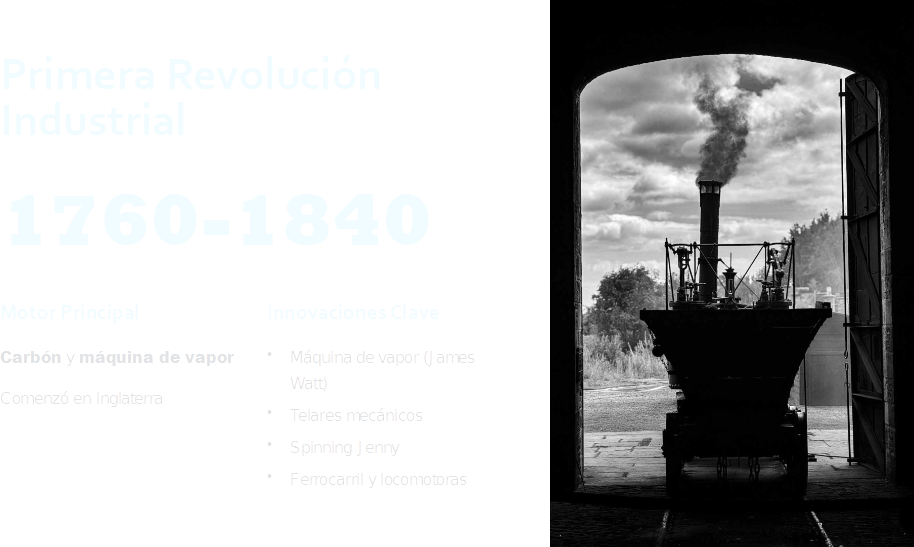 Primera Revolución
Industrial
1760-1840
Motor Principal
Carbón y máquina de vapor
Comenzó en Inglaterra
Innovaciones Clave
• Máquina de vapor (James
Watt)
• Telares mecánicos
• Spinning Jenny
• Ferrocarril y locomotoras